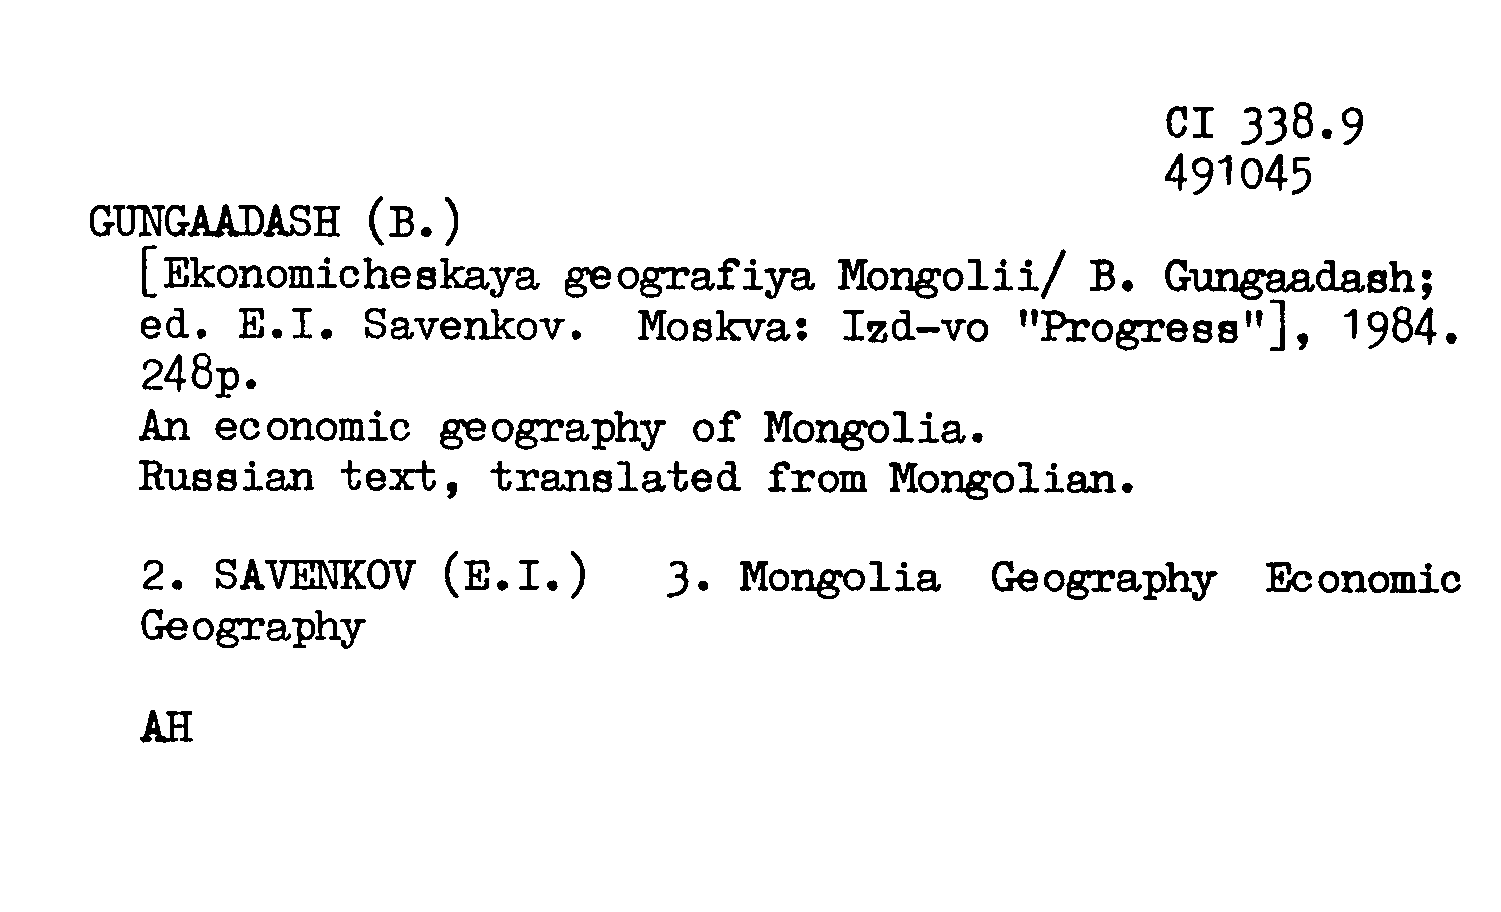 CI 338.9
491045
GUNGAADASH (B.)
[Ekonomicheskaya geografiya Mongolii/ B. Gungaadash;
ed. E.I. Savenkov. Moskva: Izd-vo "Progress"], 1984.
248p.
An economic geography of Mongolia.
Russian text, translated from Mongolian.
2. SAVENKOV (E.I.) 3. Mongolia Geography Economic
Geography
AH